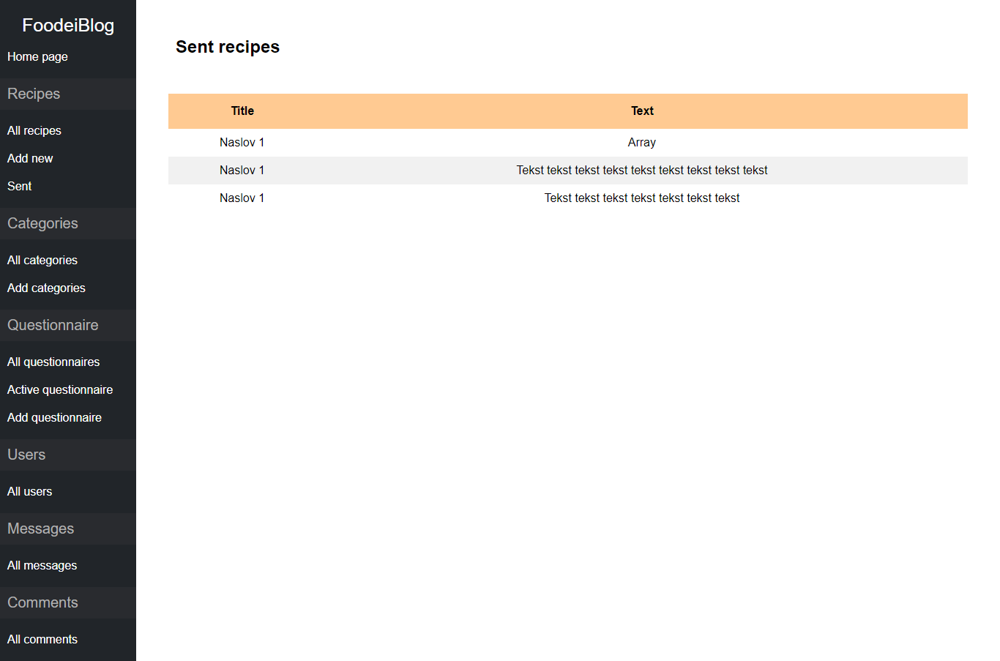 FoodeiBlog
Home page
Recipes
All recipes
Add new
Sent
Categories
All categories
Add categories
Questionnaire
All questionnaires
Active questionnaire
Add questionnaire
Users
All users
Messages
All messages
Comments
All comments
Sent recipes
Title Text
Naslov 1 Array
Naslov 1 Tekst tekst tekst tekst tekst tekst tekst tekst tekst
Naslov 1 Tekst tekst tekst tekst tekst tekst tekst